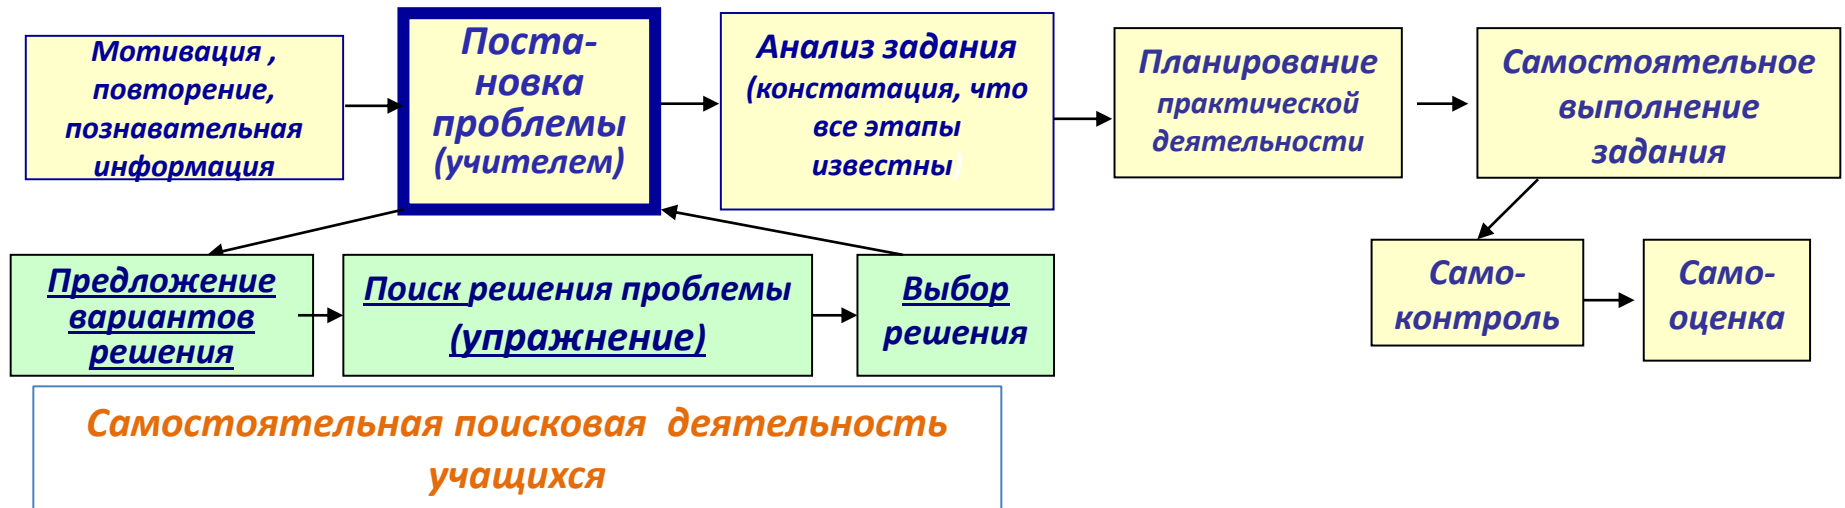 Мотивация ,
повторение,
познавательная
информация
Поста-
новка
проблемы
(учителем)
Анализ задания
(констатация, что
все этапы
известны)
Планирование
практической
деятельности
Самостоятельное
выполнение
задания
Предложение
вариантов
решения
Поиск решения проблемы
(упражнение)
Выбор
решения
Само-
контроль
Само-
оценка
Самостоятельная поисковая  деятельность
учащихся